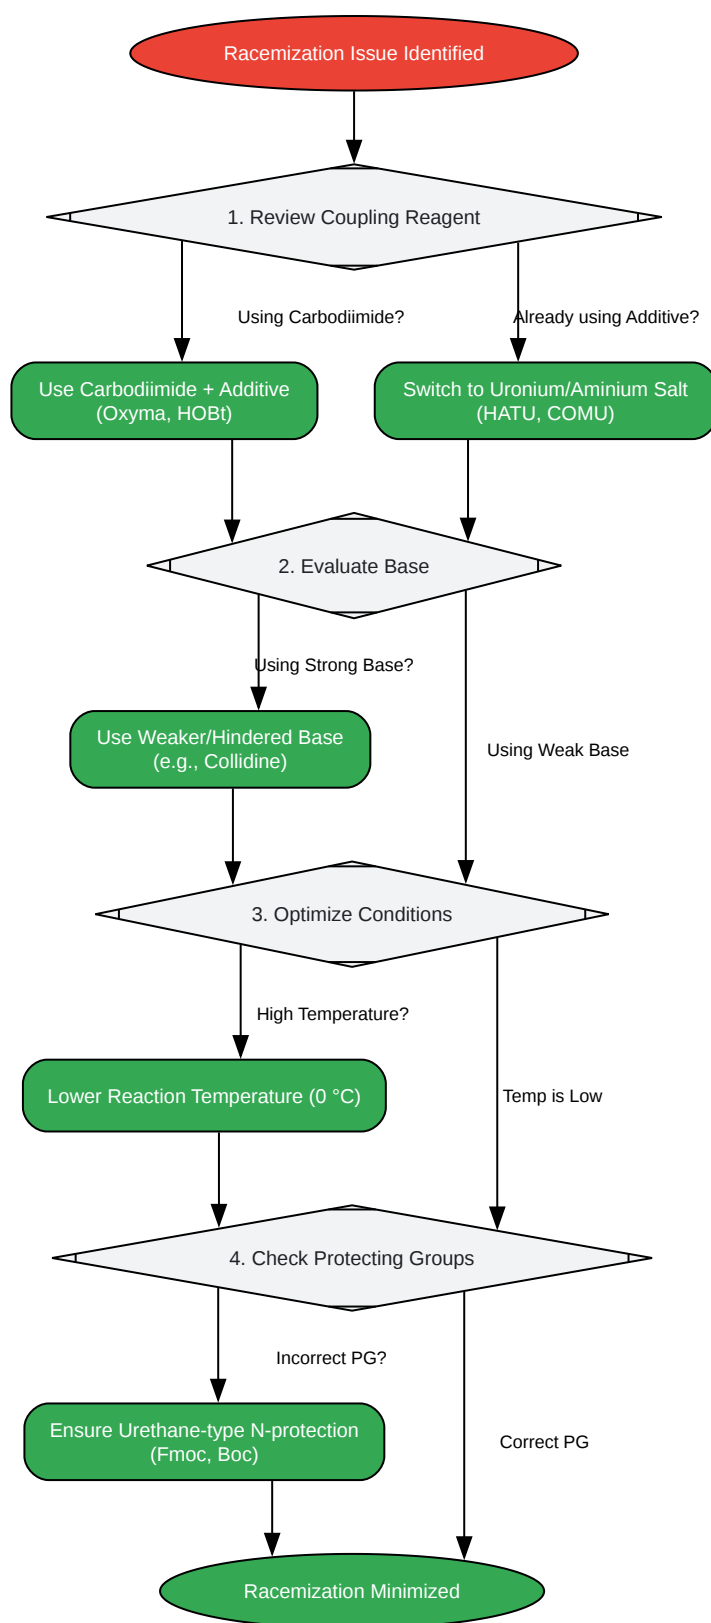 Racemization Issue Identified
1. Review Coupling Reagent
Using Carbodiimide?
Already using Additive?
Use Carbodiimide + Additive
(Oxyma, HOBt)
Switch to Uronium/Aminium Salt
(HATU, COMU)
2. Evaluate Base
Using Strong Base?
Use Weaker/Hindered Base
(e.g., Collidine)
Using Weak Base
3. Optimize Conditions
High Temperature?
Lower Reaction Temperature (0 °C)
Temp is Low
4. Check Protecting Groups
Incorrect PG?
Ensure Urethane-type N-protection
(Fmoc, Boc)
Correct PG
Racemization Minimized